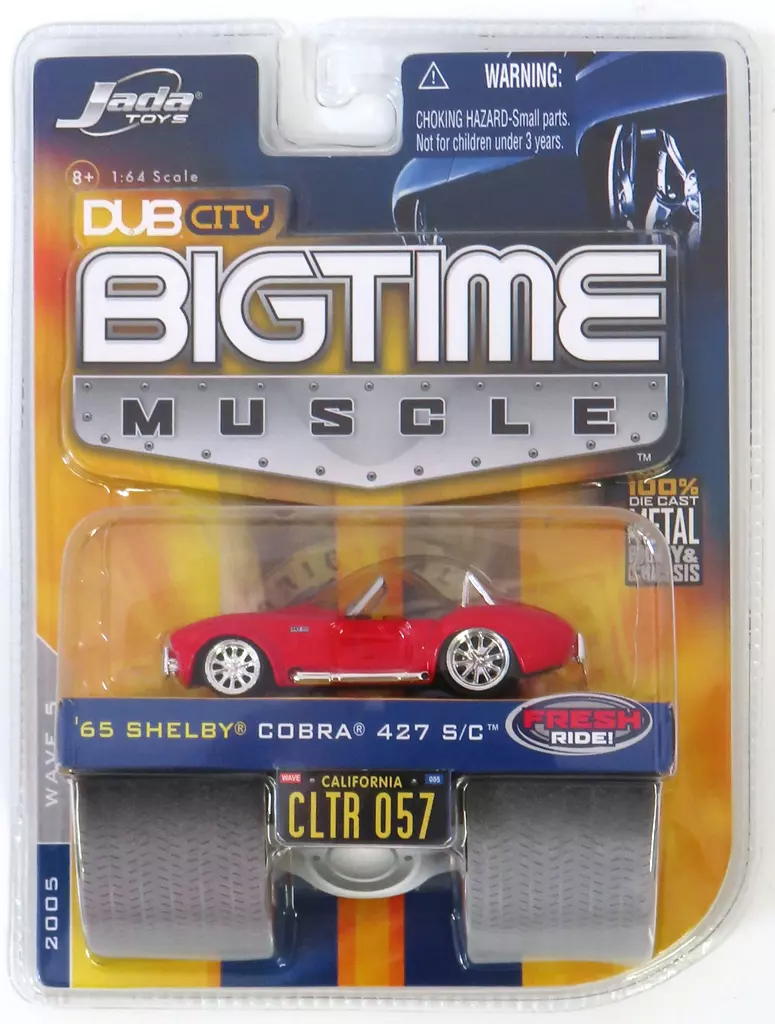 Jada®
TOYS
WARNING:
CHOKING HAZARD-Small parts.
Not for children under 3 years.
8+ 1:64 Scale
DUB CITY
BIGTIME
MUSCLE
™
100%
DIE CAST
METAL
'65 SHELBY® COBRA® 427 S/C™
FRESH
RIDE!
WAVE 5
2005
WAVE CALIFORNIA 005
CLTR 057